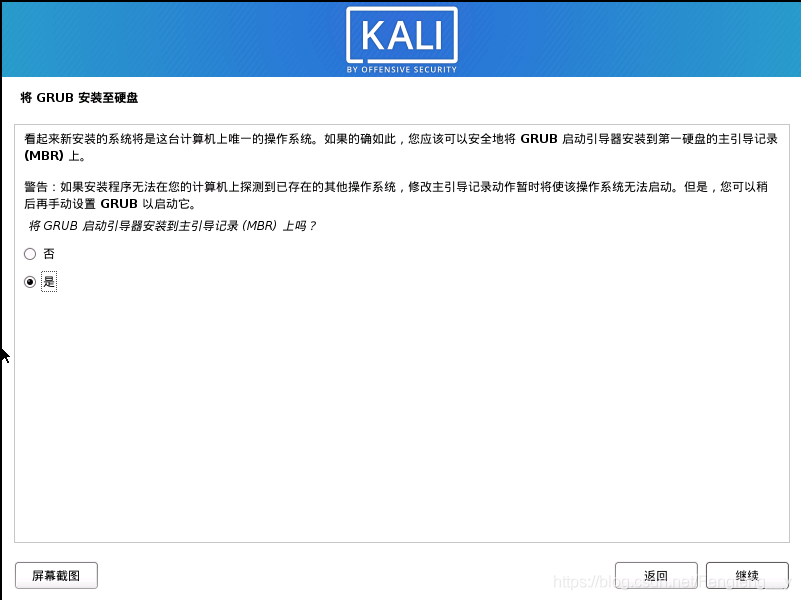 KALI
BY OFFENSIVE SECURITY
将 GRUB 安装至硬盘
看起来新安装的系统将是这台计算机上唯一的操作系统。如果的确如此，您应该可以安全地将 GRUB 启动引导器安装到第一硬盘的主引导记录
(MBR) 上。
警告：如果安装程序无法在您的计算机上探测到已存在的其他操作系统，修改主引导记录动作暂时将使该操作系统无法启动。但是，您可以稍
后再手动设置 GRUB 以启动它。
将 GRUB 启动引导器安装到主引导记录 (MBR) 上吗？
否
是
屏幕截图
返回
继续